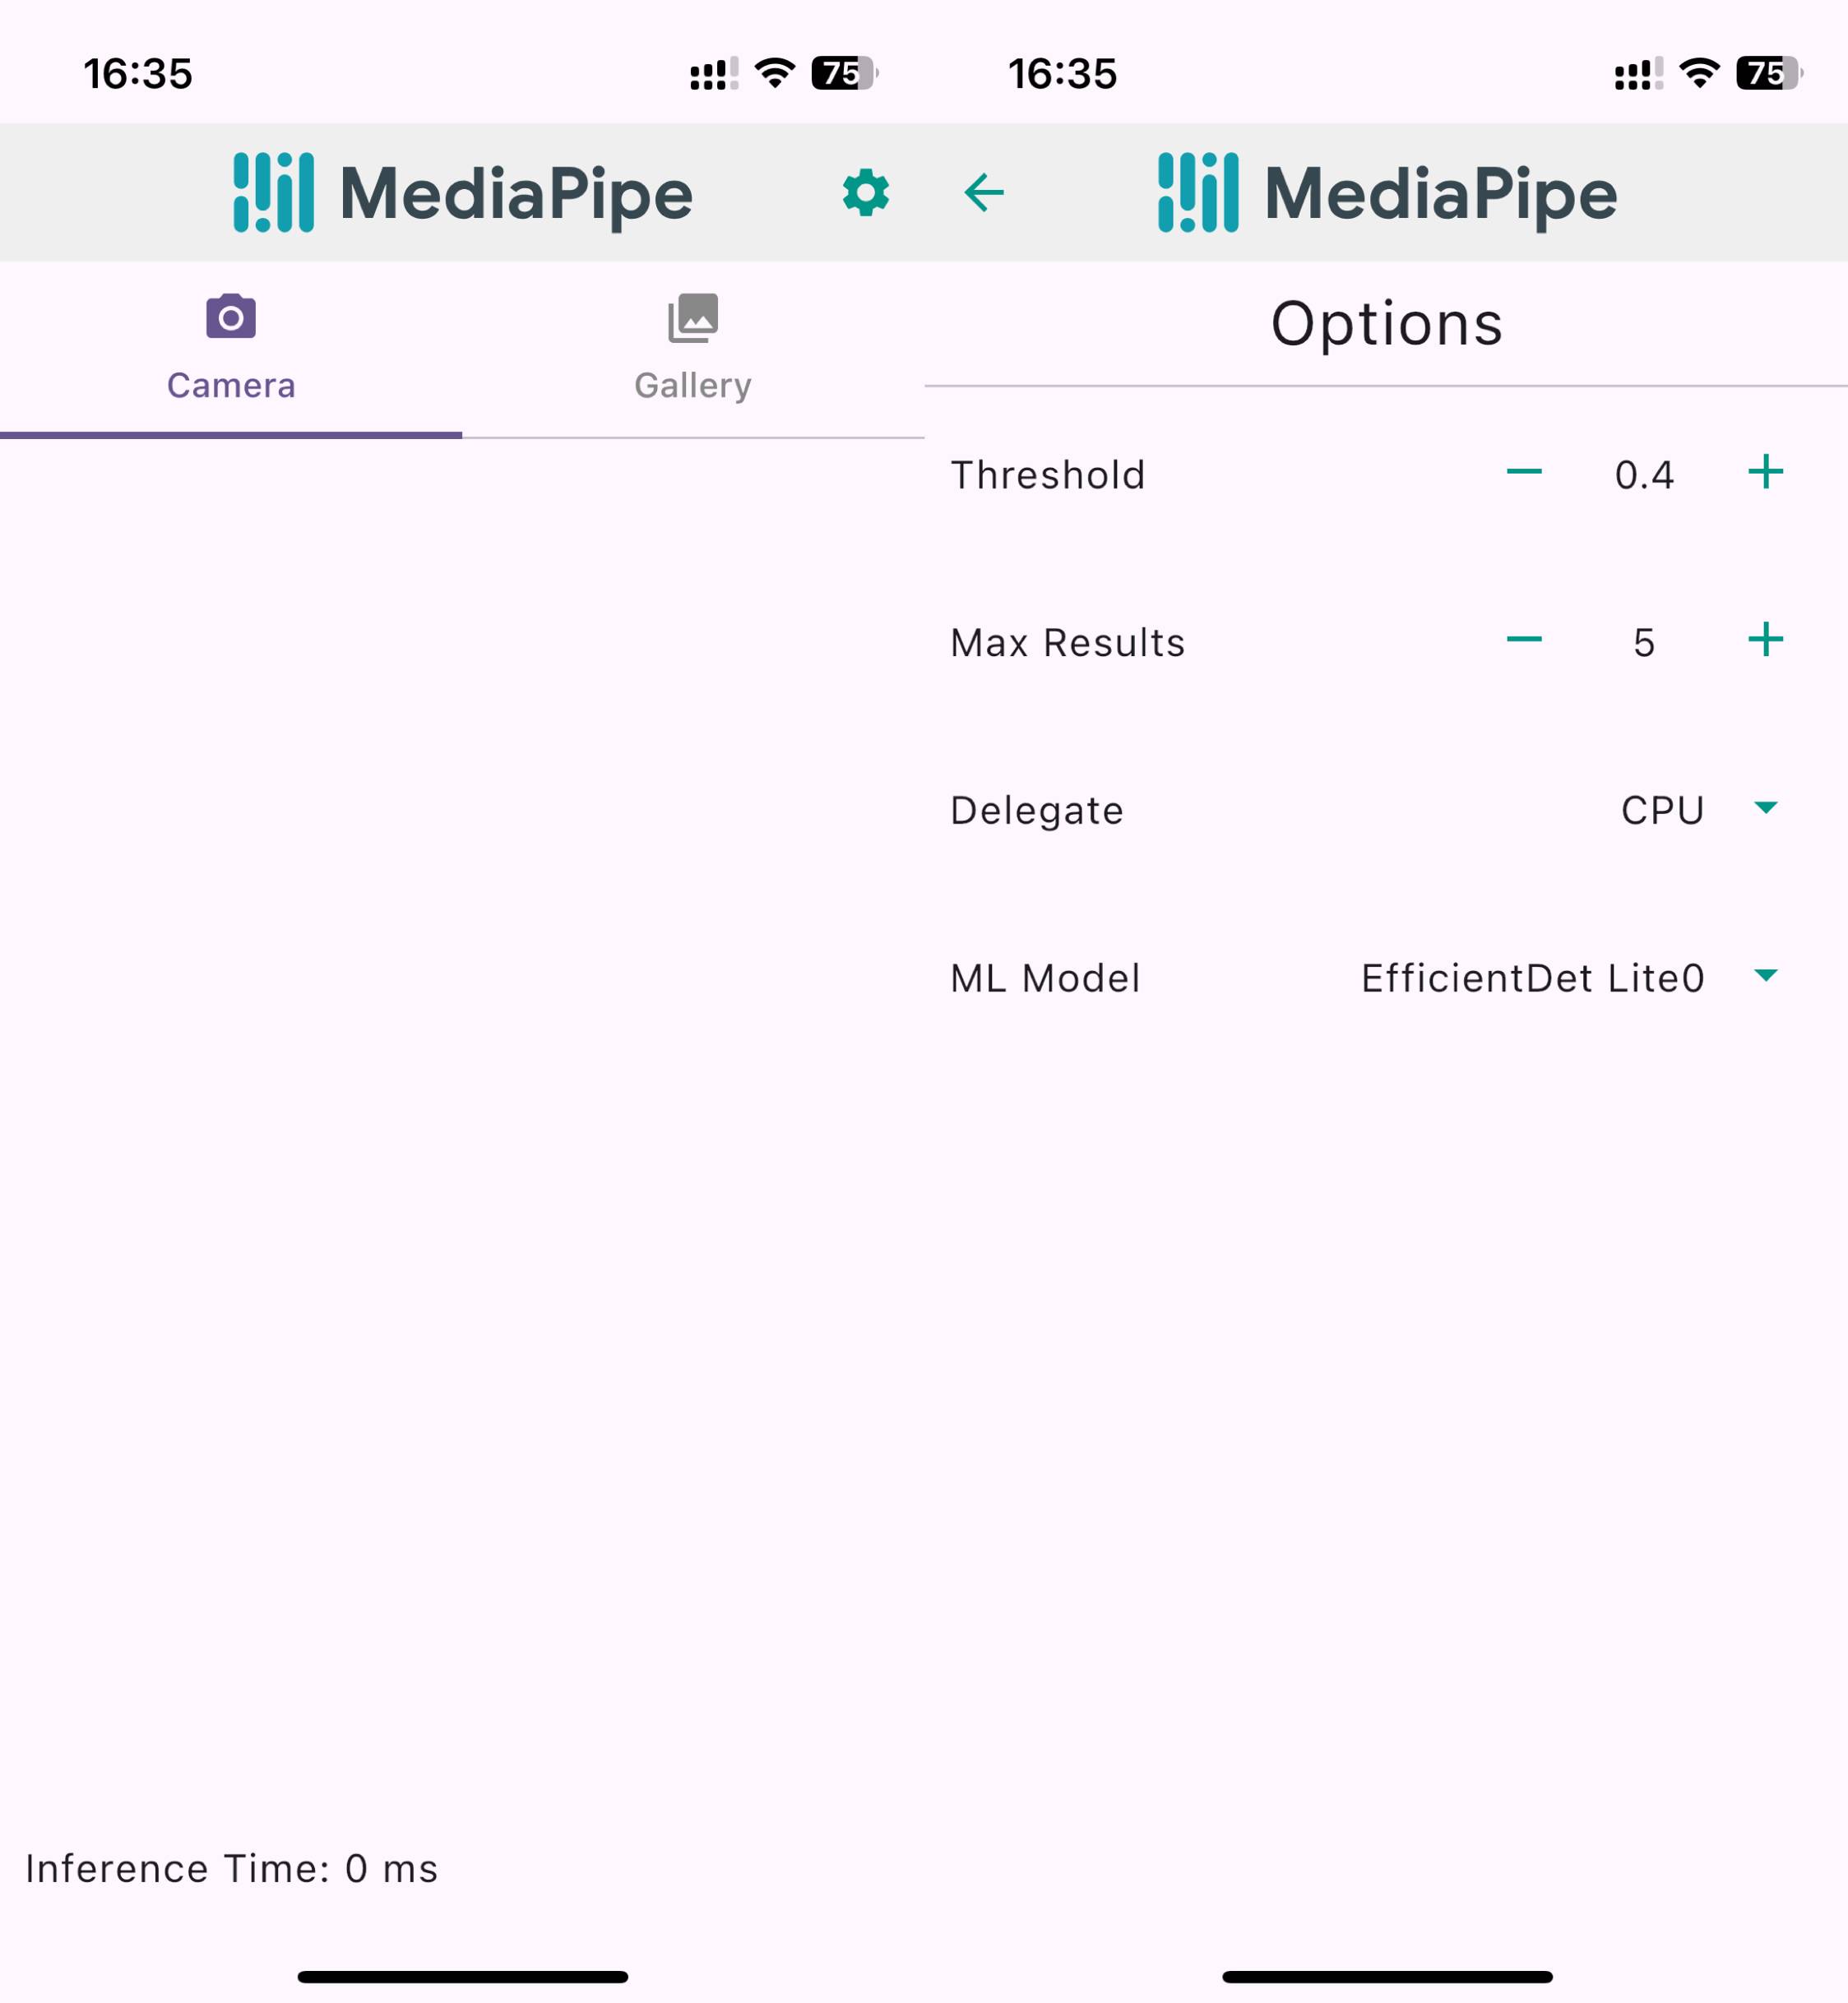 16:35
75
MediaPipe
Camera
Gallery
Inference Time: 0 ms
16:35
75
MediaPipe
Options
Threshold
0.4
Max Results
5
Delegate
CPU
ML Model
EfficientDet Lite0